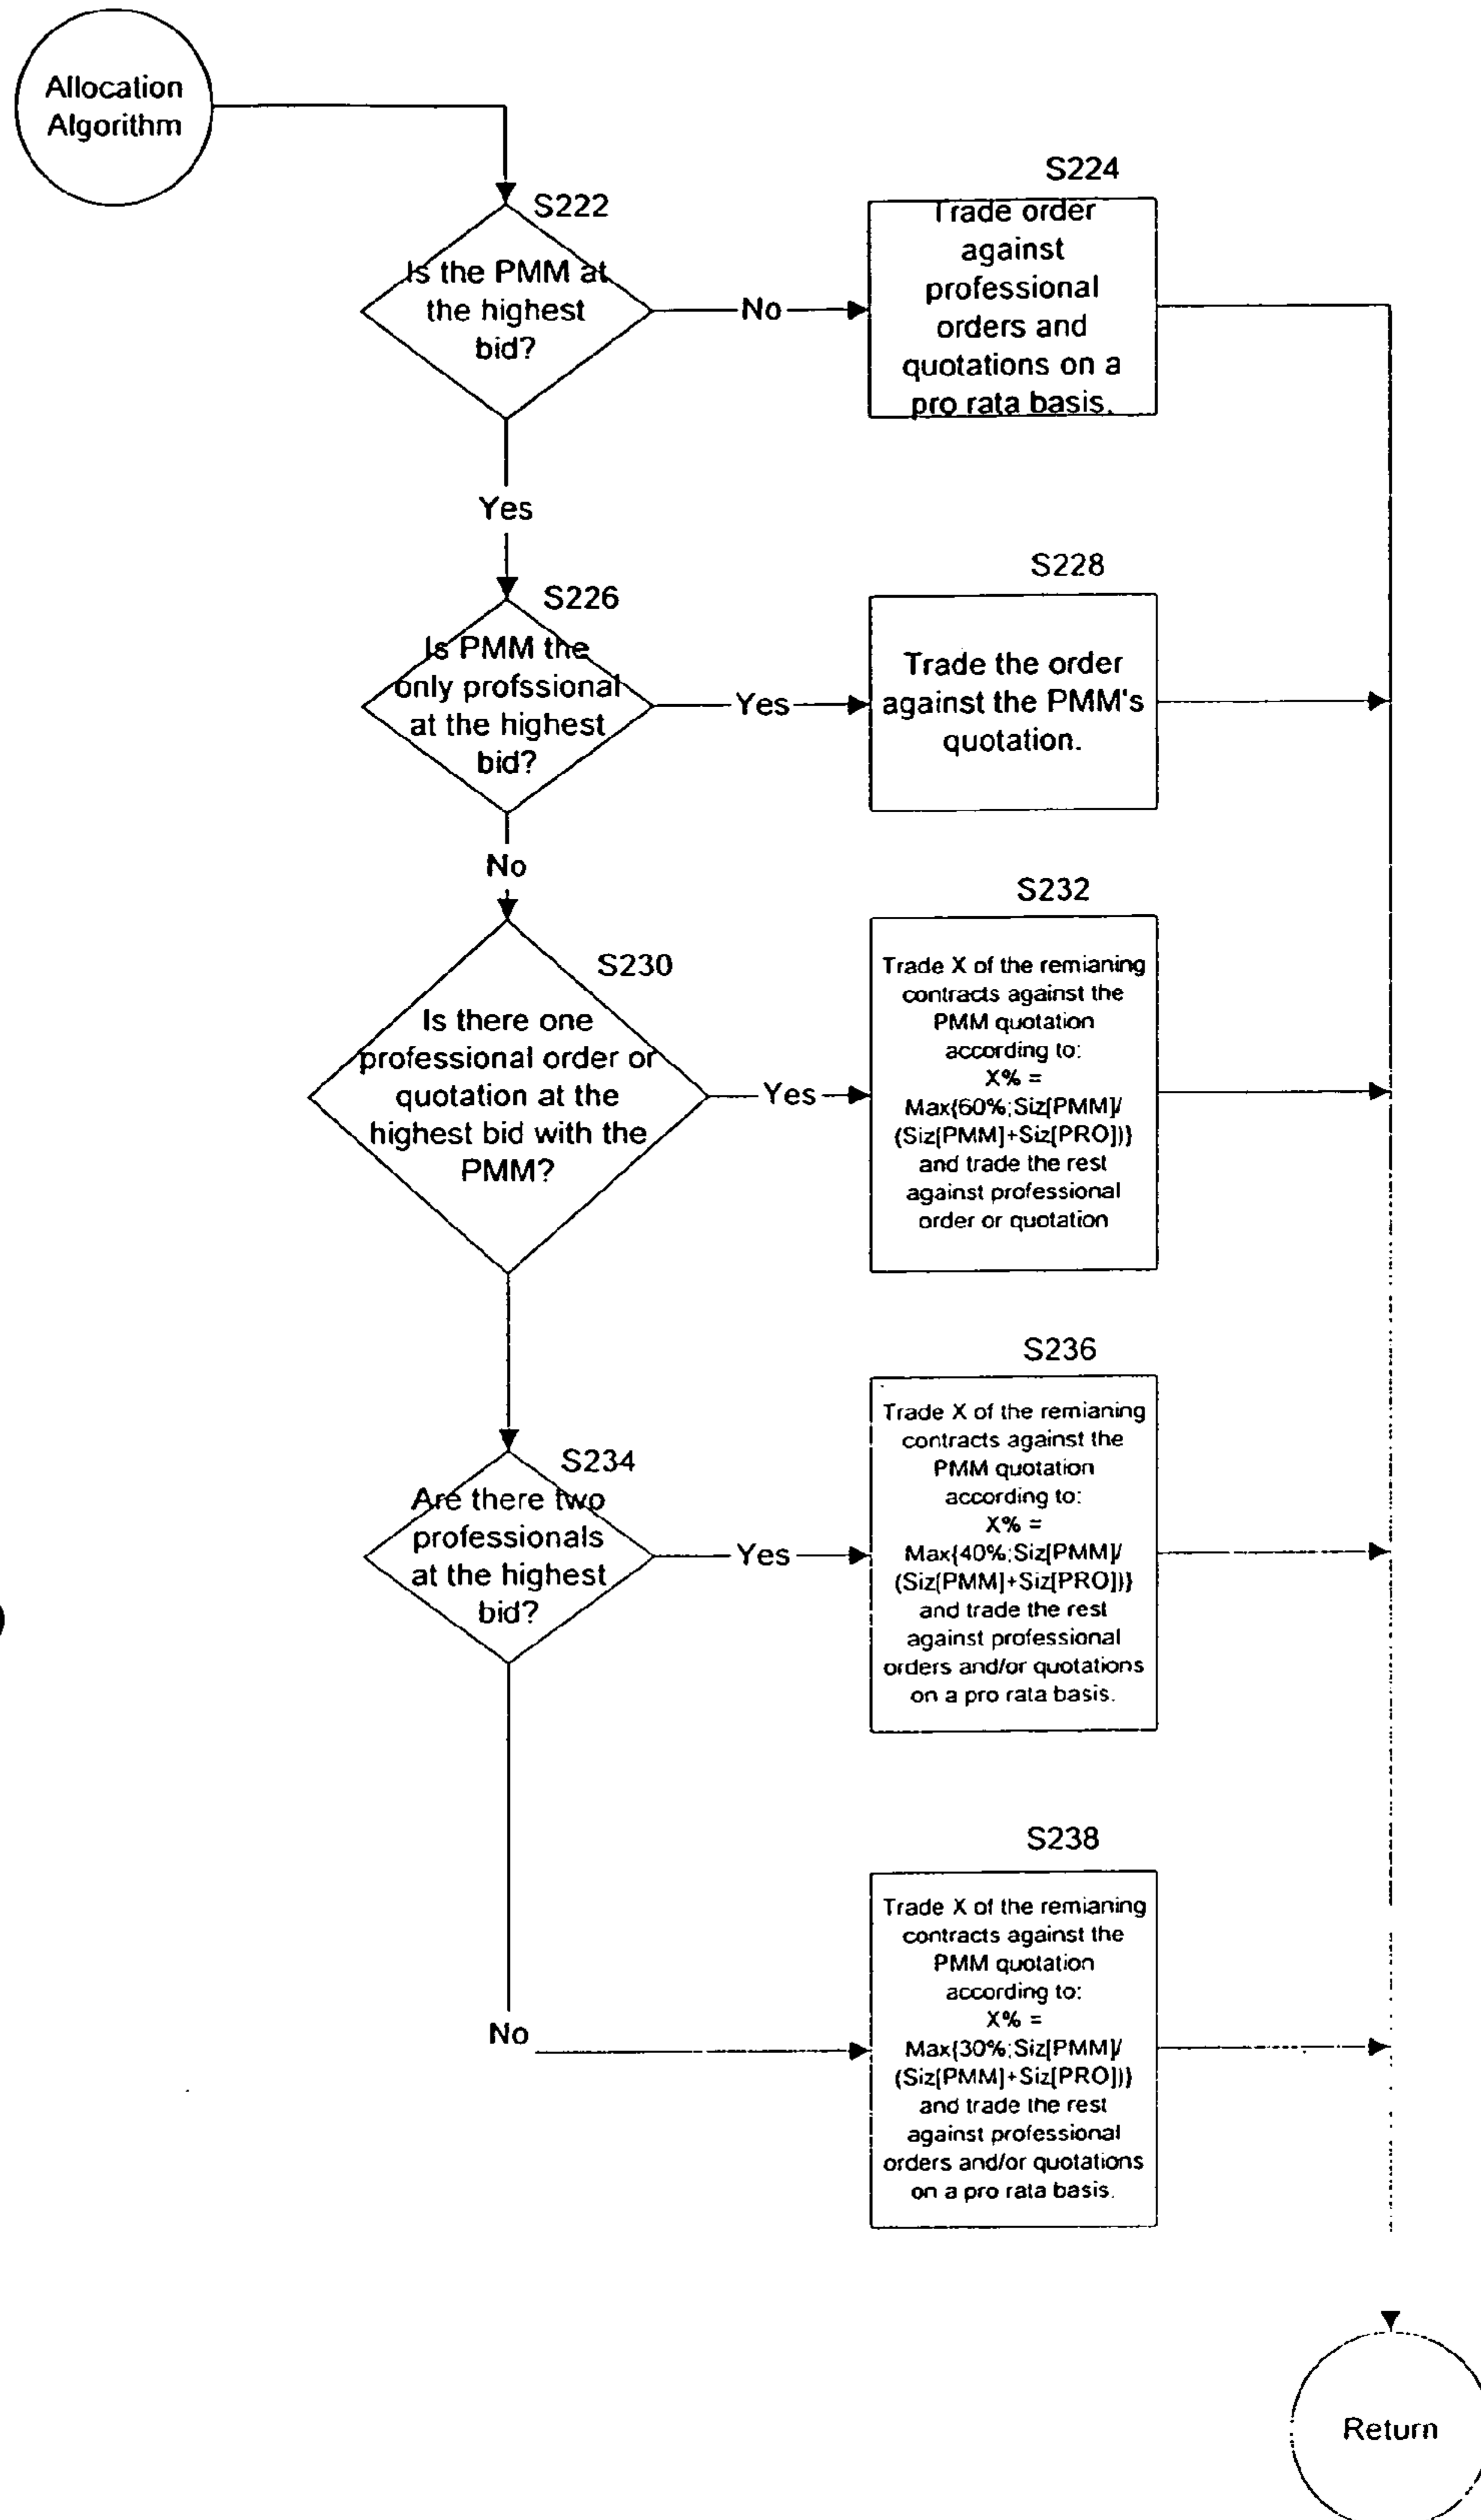 Allocation
Algorithm
S222
Is the PMM at
the highest
bid?
No
S224
Trade order
against
professional
orders and
quotations on a
pro rata basis.
Yes
S226
Is PMM the
only profssional
at the highest
bid?
Yes
S228
Trade the order
against the PMM's
quotation.
No
S230
Is there one
professional order or
quotation at the
highest bid with the
PMM?
Yes
S232
Trade X of the remianing
contracts against the
PMM quotation
according to:
X% =
Max{60%;Siz[PMM]/
(Siz[PMM]+Siz[PRO])}
and trade the rest
against professional
order or quotation
S234
Are there two
professionals
at the highest
bid?
Yes
S236
Trade X of the remianing
contracts against the
PMM quotation
according to:
X% =
Max{40%;Siz[PMM]/
(Siz[PMM]+Siz[PRO])}
and trade the rest
against professional
orders and/or quotations
on a pro rata basis.
No
S238
Trade X of the remianing
contracts against the
PMM quotation
according to:
X% =
Max{30%;Siz[PMM]/
(Siz[PMM]+Siz[PRO])}
and trade the rest
against professional
orders and/or quotations
on a pro rata basis.
Return